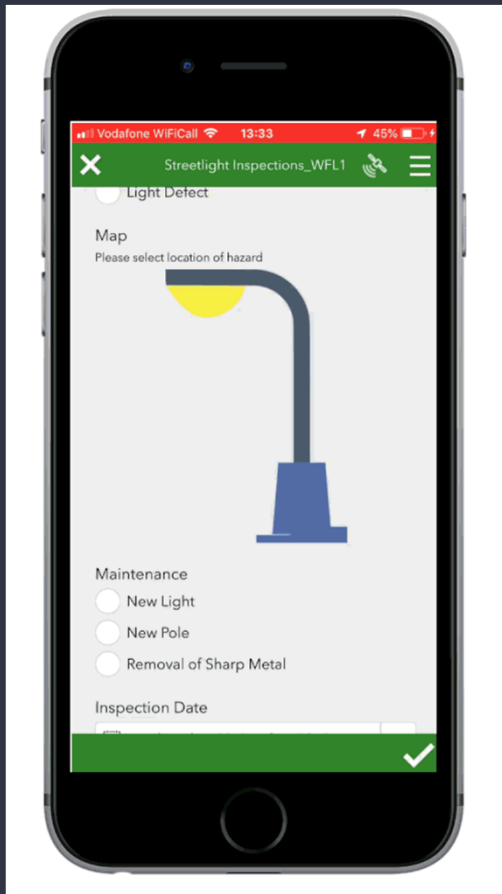 Vodafone WiFiCall 13:33 45%
Streetlight Inspections_WFL1
Light Defect
Map
Please select location of hazard
Maintenance
New Light
New Pole
Removal of Sharp Metal
Inspection Date